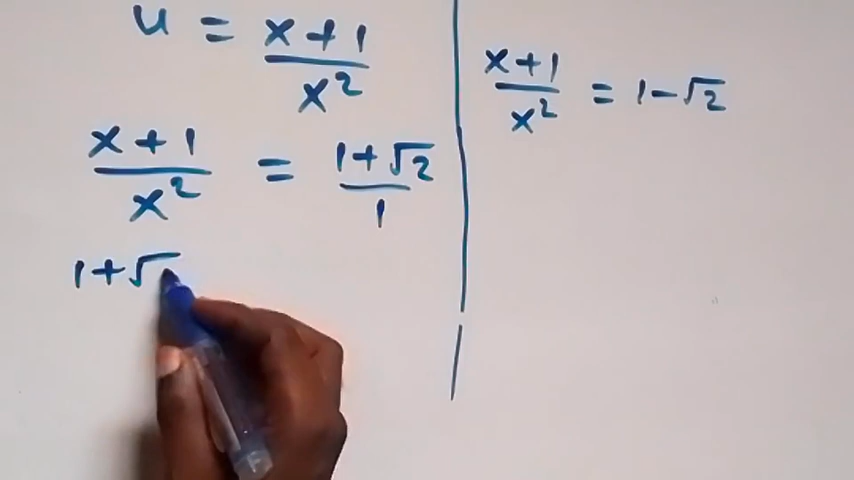 u = x+1/x²
x+1/x² = 1+√2/1
1+√
x+1/x² = 1-√2